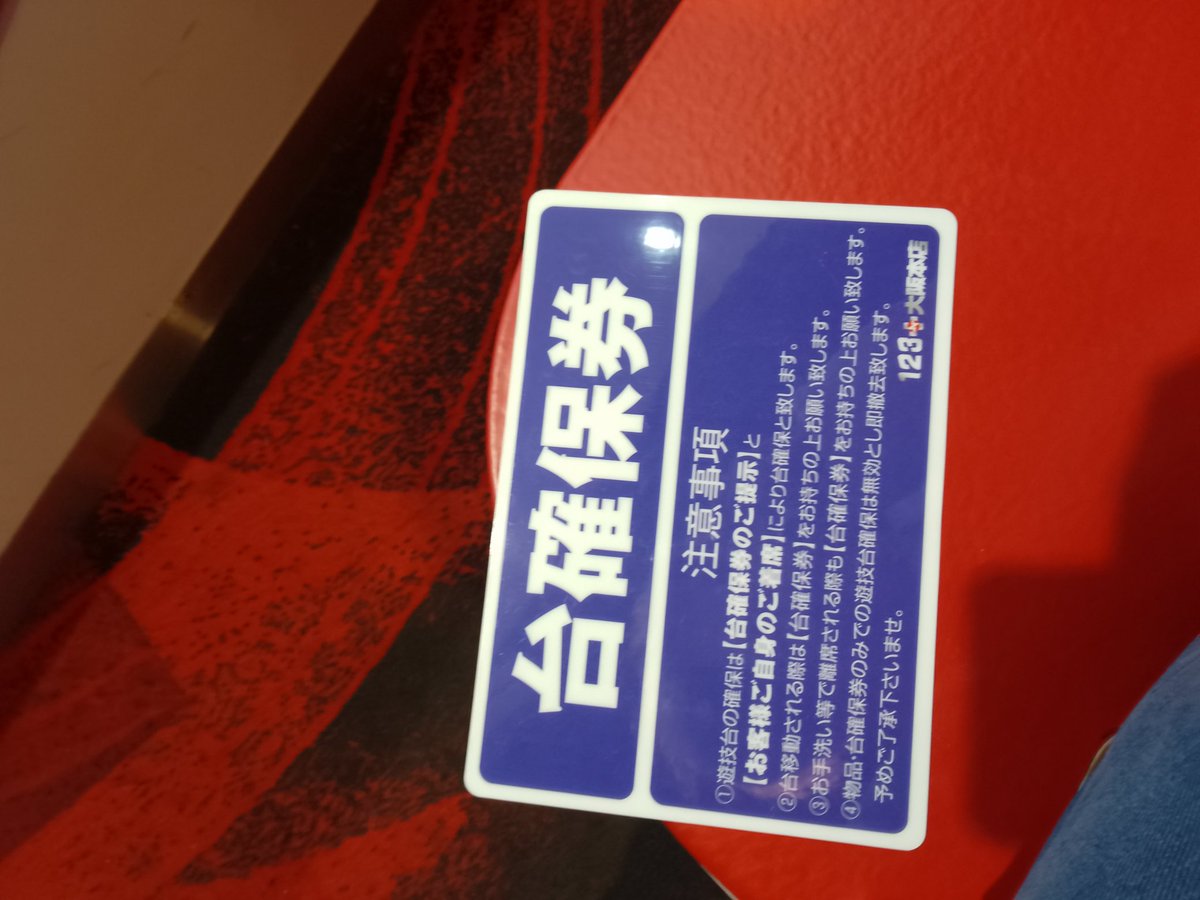 台確保券
注意事項
①遊技台の確保は【台確保券のご提示】と
【お客様ご自身のご着席】により台確保と致します。
②台移動される際は【台確保券】をお持ちの上お願い致します。
③お手洗い等で離席される際も【台確保券】をお持ちの上お願い致します。
④物品・台確保券のみでの遊技台確保は無効とし即撤去致します。
予めご了承下さいませ。
123+ 大阪本店